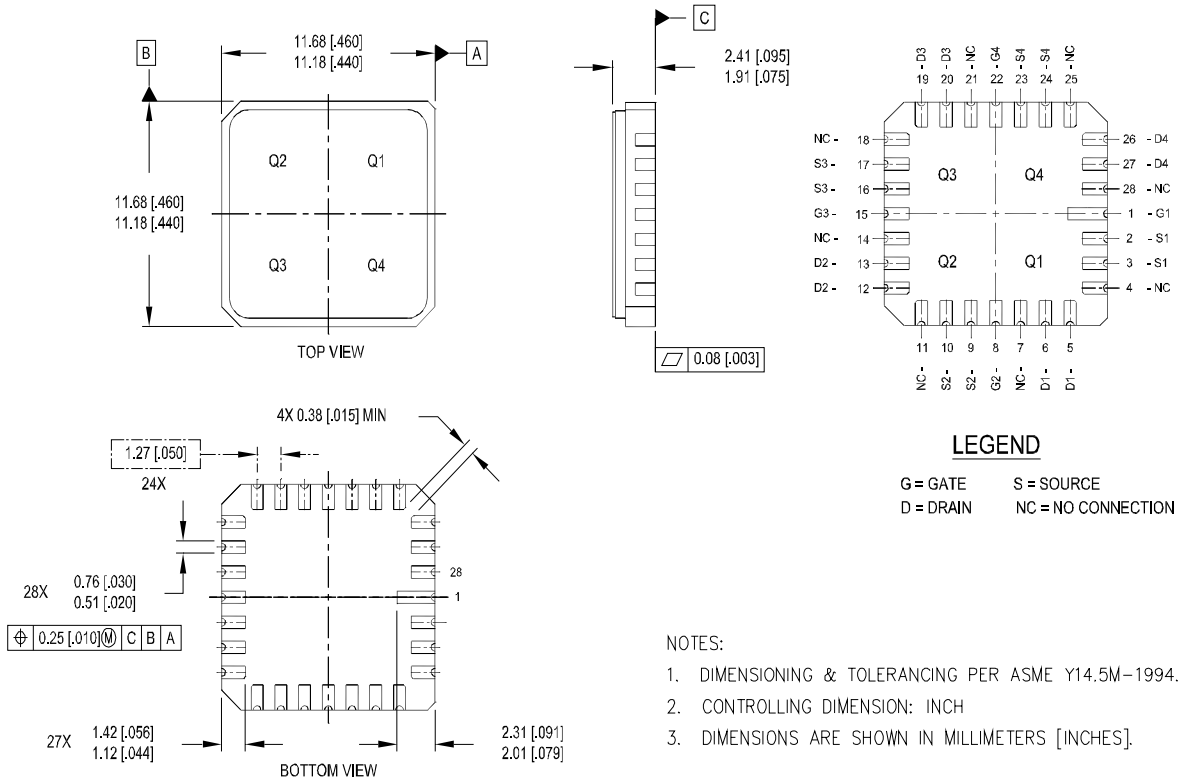 B
11.68 [.460]
11.18 [.440]
A
11.68 [.460]
11.18 [.440]
Q2
Q1
Q3
Q4
TOP VIEW
C
2.41 [.095]
1.91 [.075]
0.08 [.003]
19 - D3
20 - D3
21 - NC
22 - G4
23 - S4
24 - S4
25 - NC
NC - 18
S3 - 17
S3 - 16
G3 - 15
NC - 14
D2 - 13
D2 - 12
Q3
Q4
Q2
Q1
26 - D4
27 - D4
28 - NC
1 - G1
2 - S1
3 - S1
4 - NC
11
10
9
8
7
6
5
NC -
S2 -
S2 -
G2 -
NC -
D1 -
D1 -
LEGEND
G = GATE S = SOURCE
D = DRAIN NC = NO CONNECTION
4X 0.38 [.015] MIN
1.27 [.050]
24X
28X
0.76 [.030]
0.51 [.020]
⌖ 0.25 [.010] Ⓜ C B A
28
1
27X
1.42 [.056]
1.12 [.044]
2.31 [.091]
2.01 [.079]
BOTTOM VIEW
NOTES:
1. DIMENSIONING & TOLERANCING PER ASME Y14.5M-1994.
2. CONTROLLING DIMENSION: INCH
3. DIMENSIONS ARE SHOWN IN MILLIMETERS [INCHES].